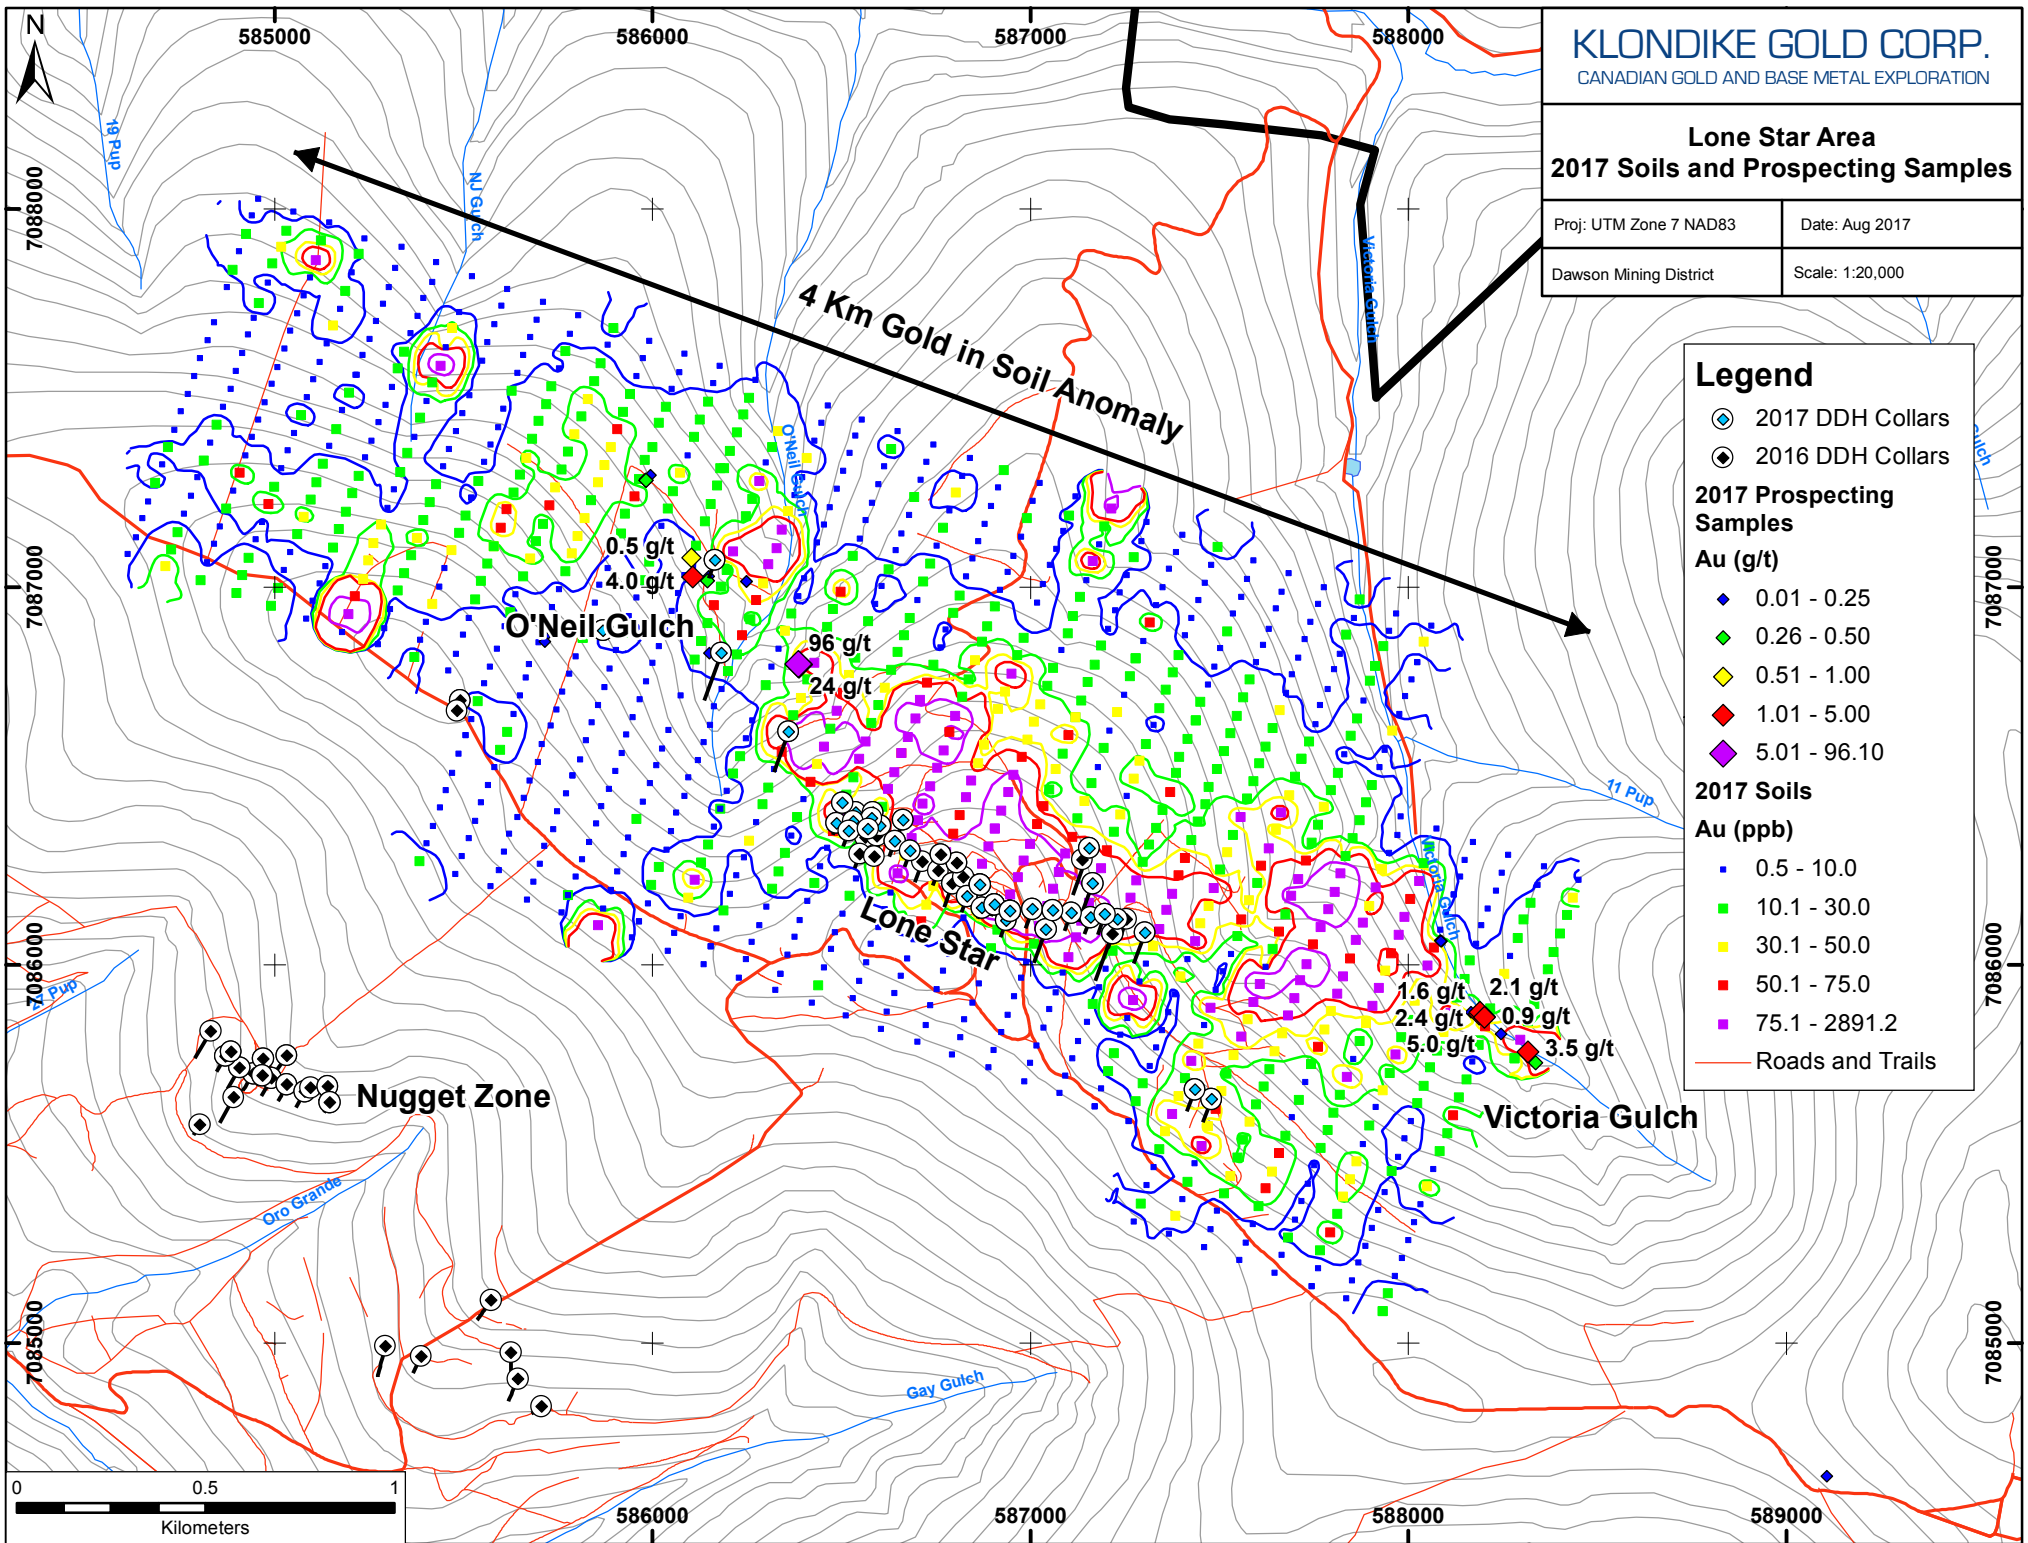 N
585000
586000
587000
588000
KLONDIKE GOLD CORP.
CANADIAN GOLD AND BASE METAL EXPLORATION
Lone Star Area
2017 Soils and Prospecting Samples
Proj: UTM Zone 7 NAD83
Date: Aug 2017
Dawson Mining District
Scale: 1:20,000
19 Pup
NJ Gulch
7088000
Victoria Gulch
4 Km Gold in Soil Anomaly
O'Neil Gulch
Legend
2017 DDH Collars
2016 DDH Collars
2017 Prospecting
Samples
Au (g/t)
0.01 - 0.25
0.26 - 0.50
0.51 - 1.00
1.01 - 5.00
5.01 - 96.10
2017 Soils
Au (ppb)
0.5 - 10.0
10.1 - 30.0
30.1 - 50.0
50.1 - 75.0
75.1 - 2891.2
Roads and Trails
Gulch
7087000
7087000
0.5 g/t
4.0 g/t
O'Neil Gulch
96 g/t
24 g/t
11 Pup
Victoria Gulch
Lone Star
7086000
7086000
Pup
1.6 g/t
2.1 g/t
2.4 g/t
0.9 g/t
5.0 g/t
3.5 g/t
Nugget Zone
Victoria Gulch
Oro Grande
7085000
7085000
Gay Gulch
0
0.5
1
Kilometers
586000
587000
588000
589000